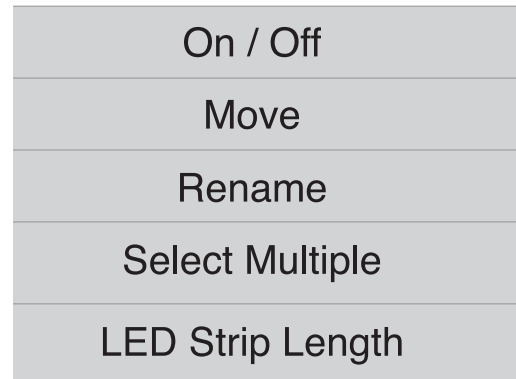 On / Off
Move
Rename
Select Multiple
LED Strip Length